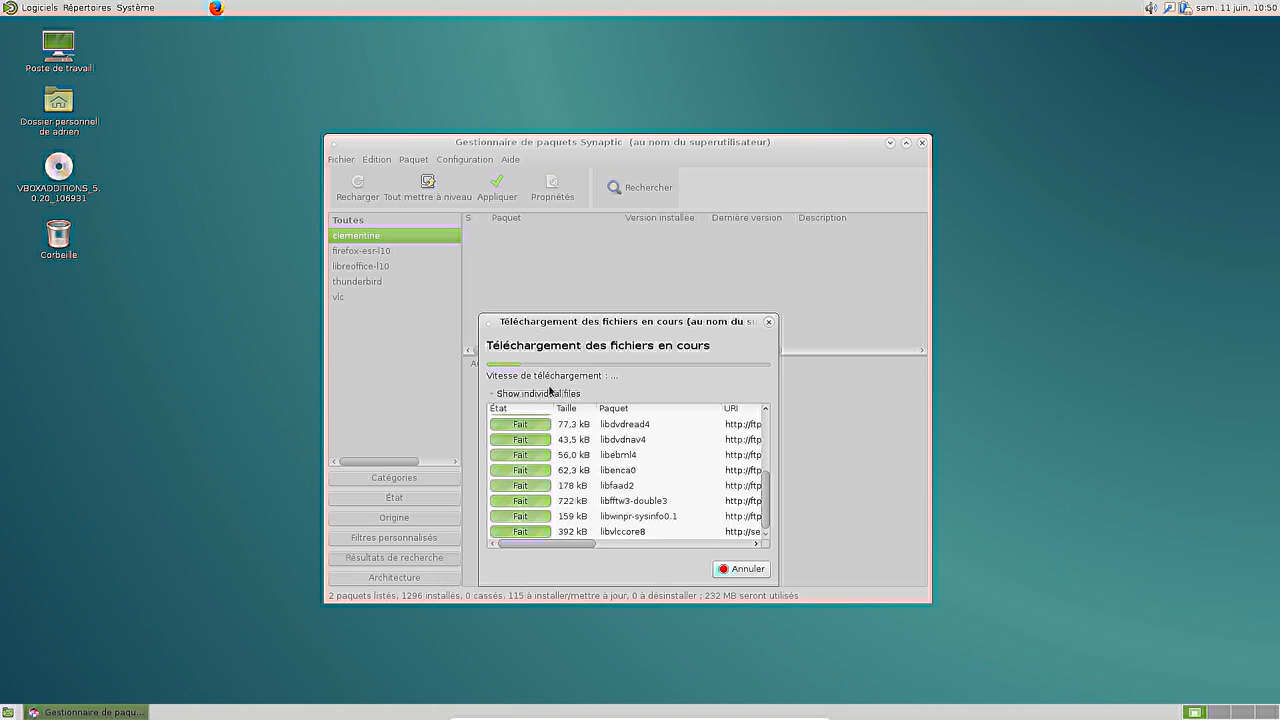 Logiciels Répertoires Système
sam. 11 juin, 10:50
Poste de travail
Dossier personnel
de adrien
VBOXADDITIONS_5.
0.20_106931
Corbeille
Gestionnaire de paquets Synaptic (au nom du superutilisateur)
Fichier Édition Paquet Configuration Aide
Recharger Tout mettre à niveau Appliquer Propriétés Rechercher
Toutes
clementine
firefox-esr-l10
libreoffice-l10
thunderbird
vlc
S Paquet Version installée Dernière version Description
Catégories
État
Origine
Filtres personnalisés
Résultats de recherche
Architecture
2 paquets listés, 1296 installés, 0 cassés. 115 à installer/mettre à jour, 0 à désinstaller ; 232 MB seront utilisés
Téléchargement des fichiers en cours (au nom du su
Téléchargement des fichiers en cours
Vitesse de téléchargement : ...
Show individual files
État Taille Paquet URI
Fait 77,3 kB libdvdread4 http://ftp
Fait 43,5 kB libdvdnav4 http://ftp
Fait 56,0 kB libebml4 http://ftp
Fait 62,3 kB libenca0 http://ftp
Fait 178 kB libfaad2 http://ftp
Fait 722 kB libfftw3-double3 http://ftp
Fait 159 kB libwinpr-sysinfo0.1 http://ftp
Fait 392 kB libvlccore8 http://se
Annuler
Gestionnaire de paqu...